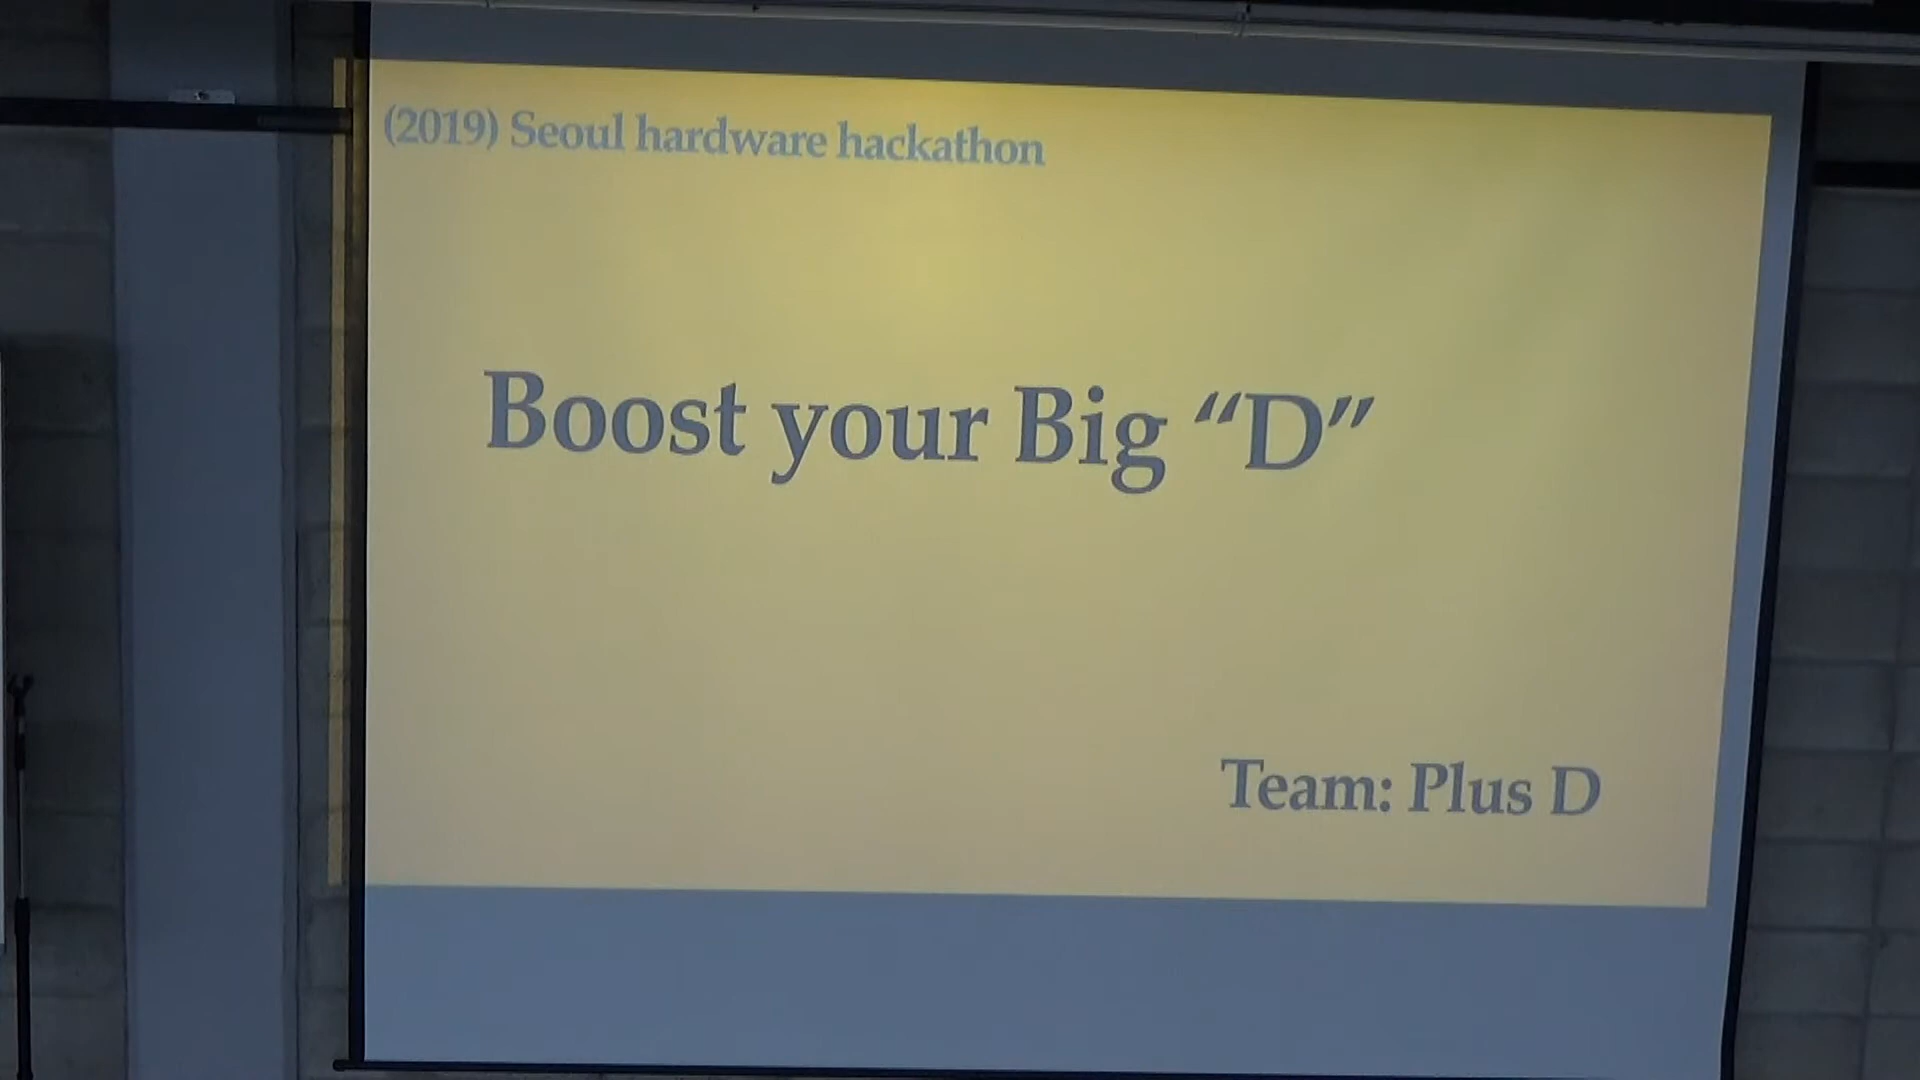 (2019) Seoul hardware hackathon
Boost your Big “D”
Team: Plus D